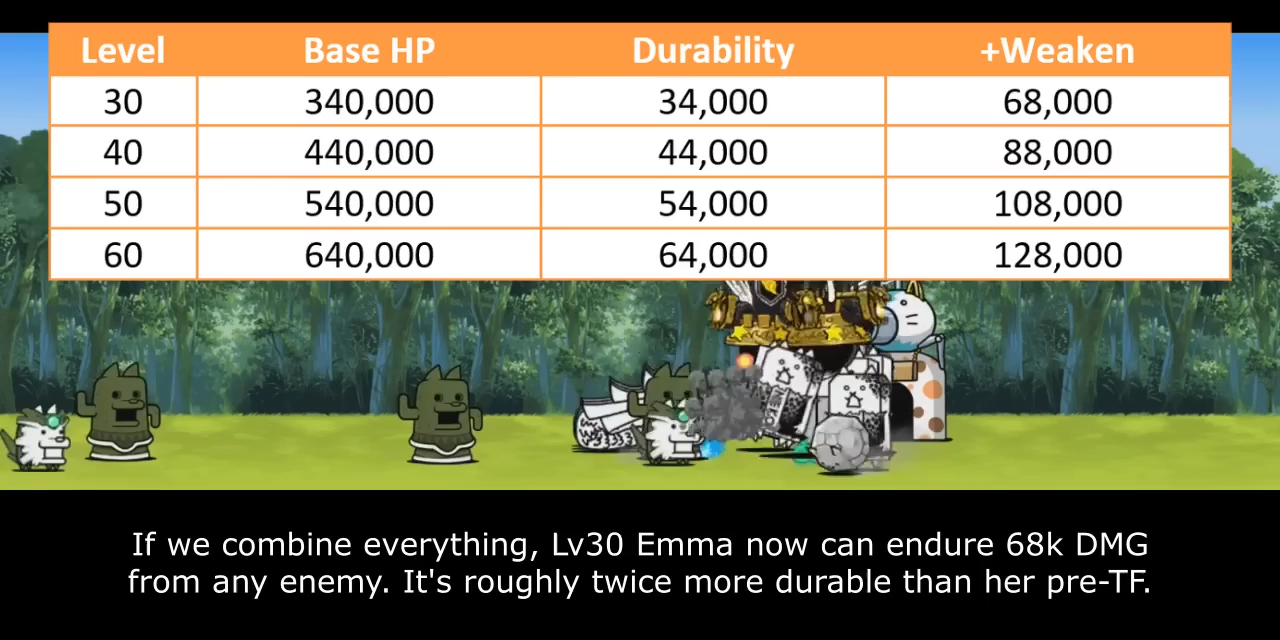 Level Base HP Durability +Weaken
30 340,000 34,000 68,000
40 440,000 44,000 88,000
50 540,000 54,000 108,000
60 640,000 64,000 128,000
If we combine everything, Lv30 Emma now can endure 68k DMG
from any enemy. It's roughly twice more durable than her pre-TF.